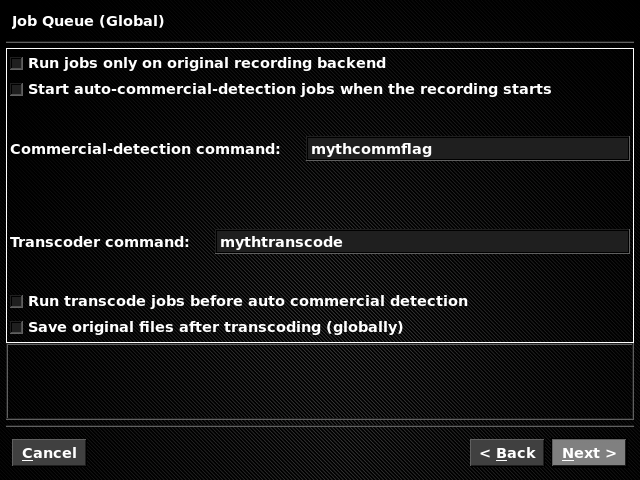 Job Queue (Global)
Run jobs only on original recording backend
Start auto-commercial-detection jobs when the recording starts
Commercial-detection command: mythcommflag
Transcoder command: mythtranscode
Run transcode jobs before auto commercial detection
Save original files after transcoding (globally)
Cancel < Back Next >